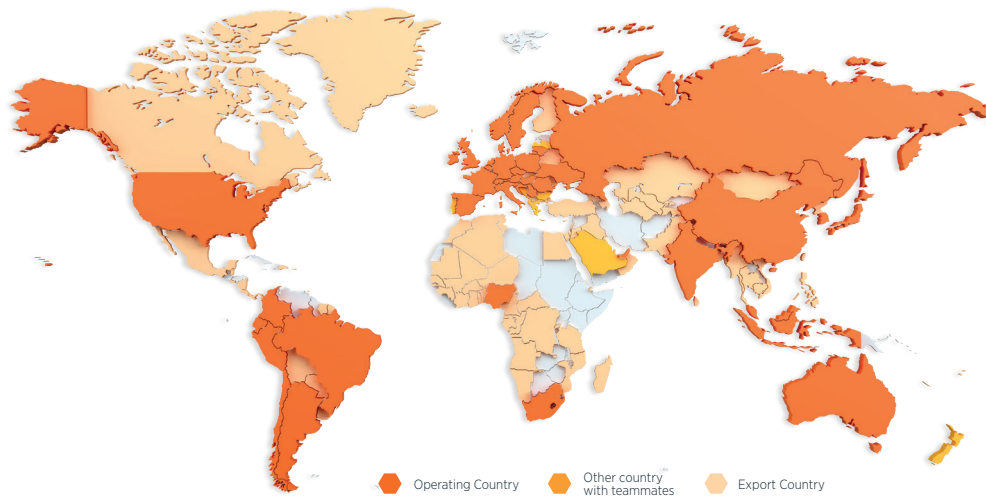 Operating Country
Other country
with teammates
Export Country